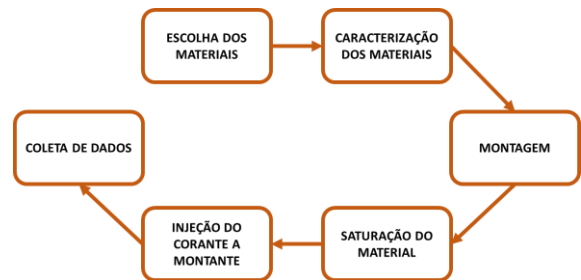 ESCOLHA DOS
MATERIAIS
CARACTERIZAÇÃO
DOS MATERIAIS
MONTAGEM
SATURAÇÃO DO
MATERIAL
INJEÇÃO DO
CORANTE A
MONTANTE
COLETA DE DADOS